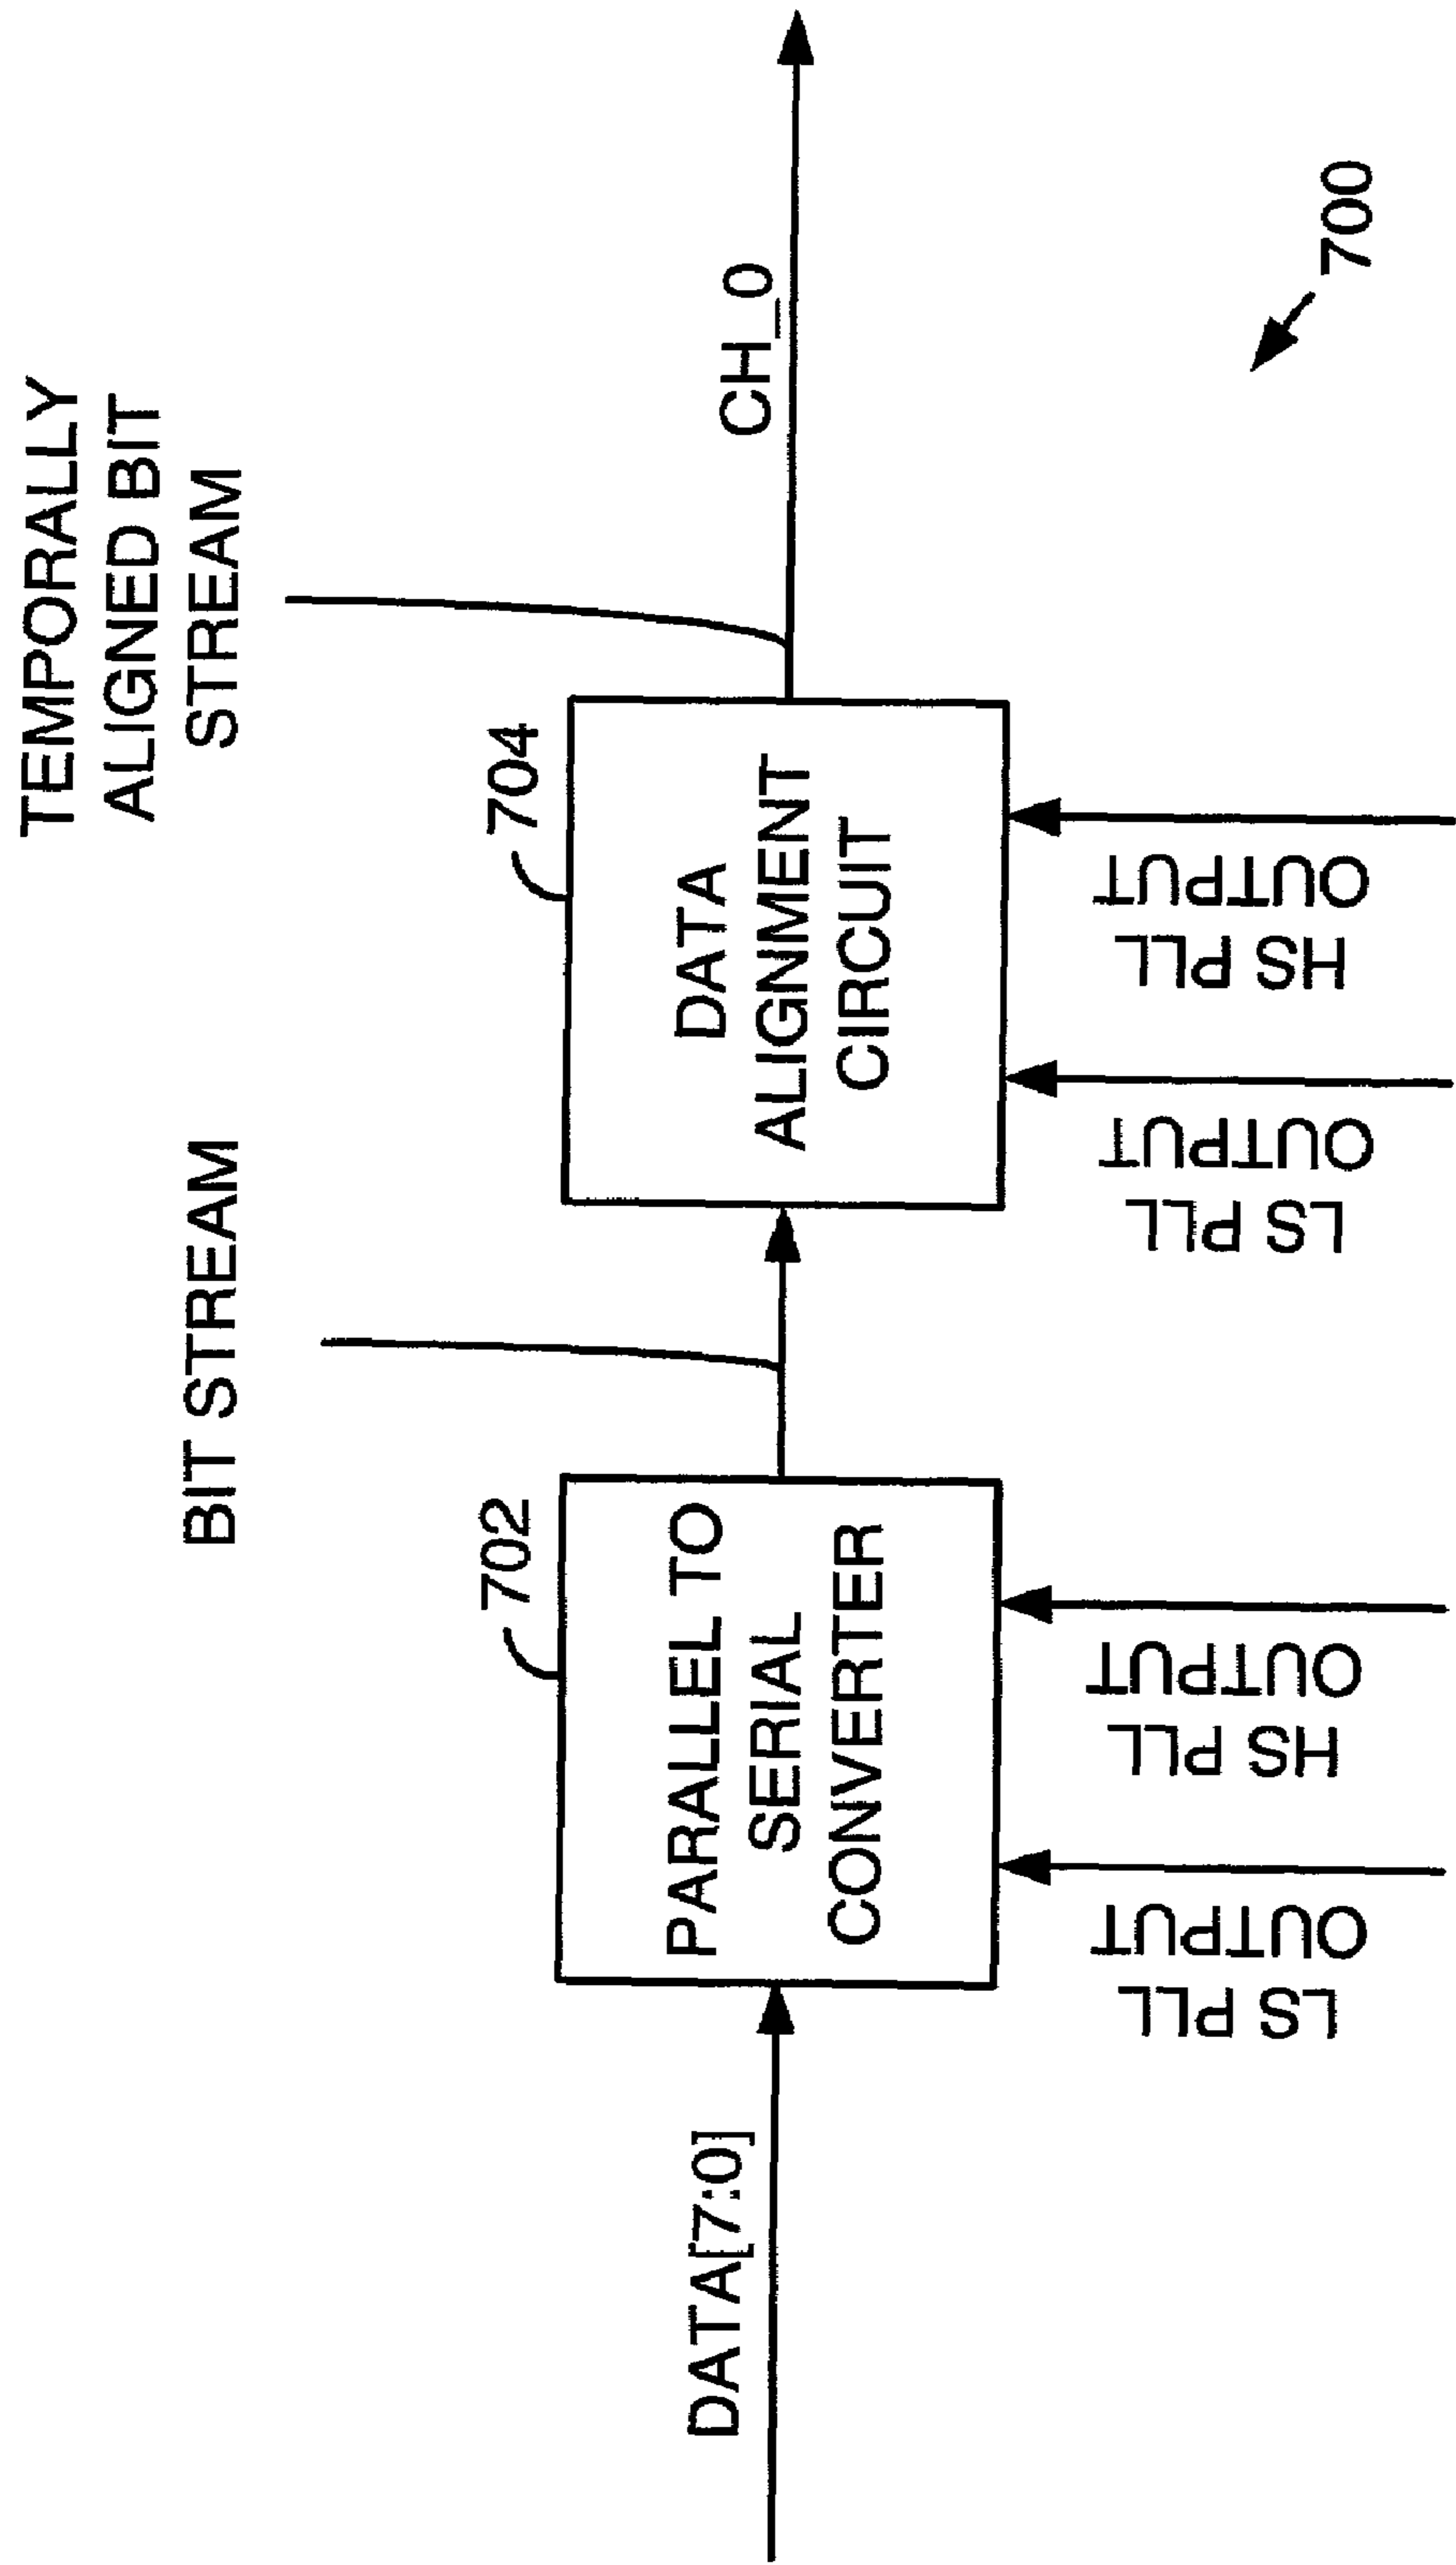 TEMPORALLY
ALIGNED BIT
STREAM
BIT STREAM
704
702
DATA[7:0]
PARALLEL TO
SERIAL
CONVERTER
DATA
ALIGNMENT
CIRCUIT
CH_0
LS PLL
OUTPUT
HS PLL
OUTPUT
LS PLL
OUTPUT
HS PLL
OUTPUT
700